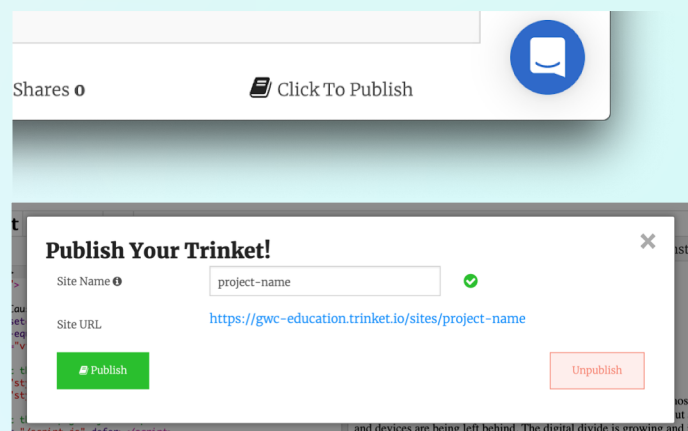 Shares 0
Click To Publish
Publish Your Trinket!
Site Name
project-name
Site URL
https://gwc-education.trinket.io/sites/project-name
Publish
Unpublish
and devices are being left behind. The digital divide is growing and